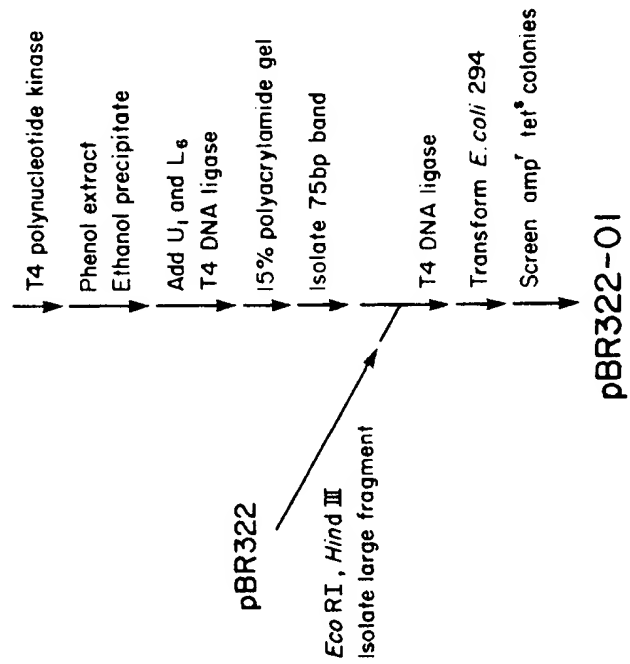 T4 polynucleotide kinase
Phenol extract
Ethanol precipitate
Add U₁ and L₆
T4 DNA ligase
15% polyacrylamide gel
Isolate 75bp band
pBR322
Eco RI, Hind III
Isolate large fragment
T4 DNA ligase
Transform E. coli 294
Screen ampʳ tetˢ colonies
pBR322-01